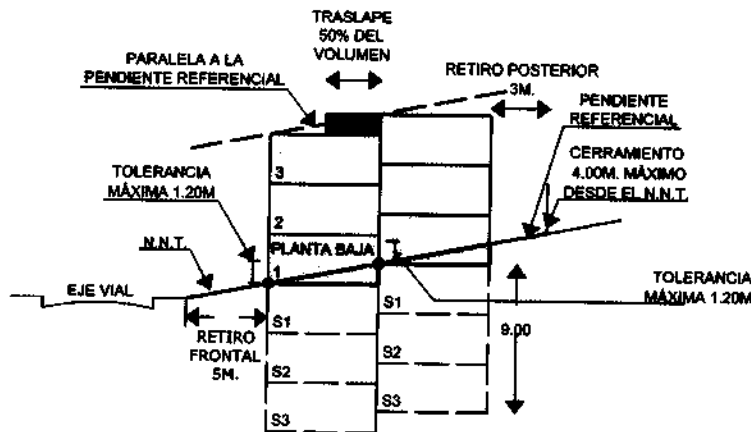 TRASLAPE
50% DEL
VOLUMEN
PARALELA A LA
PENDIENTE REFERENCIAL
RETIRO POSTERIOR
3M.
PENDIENTE
REFERENCIAL
CERRAMIENTO
4.00M. MÁXIMO
DESDE EL N.N.T.
TOLERANCIA
MÁXIMA 1.20M
3
2
N.N.T.
PLANTA BAJA
1
EJE VIAL
TOLERANCIA
MÁXIMA 1.20M
RETIRO
FRONTAL
5M.
S1
S2
S3
S1
S2
S3
9.00